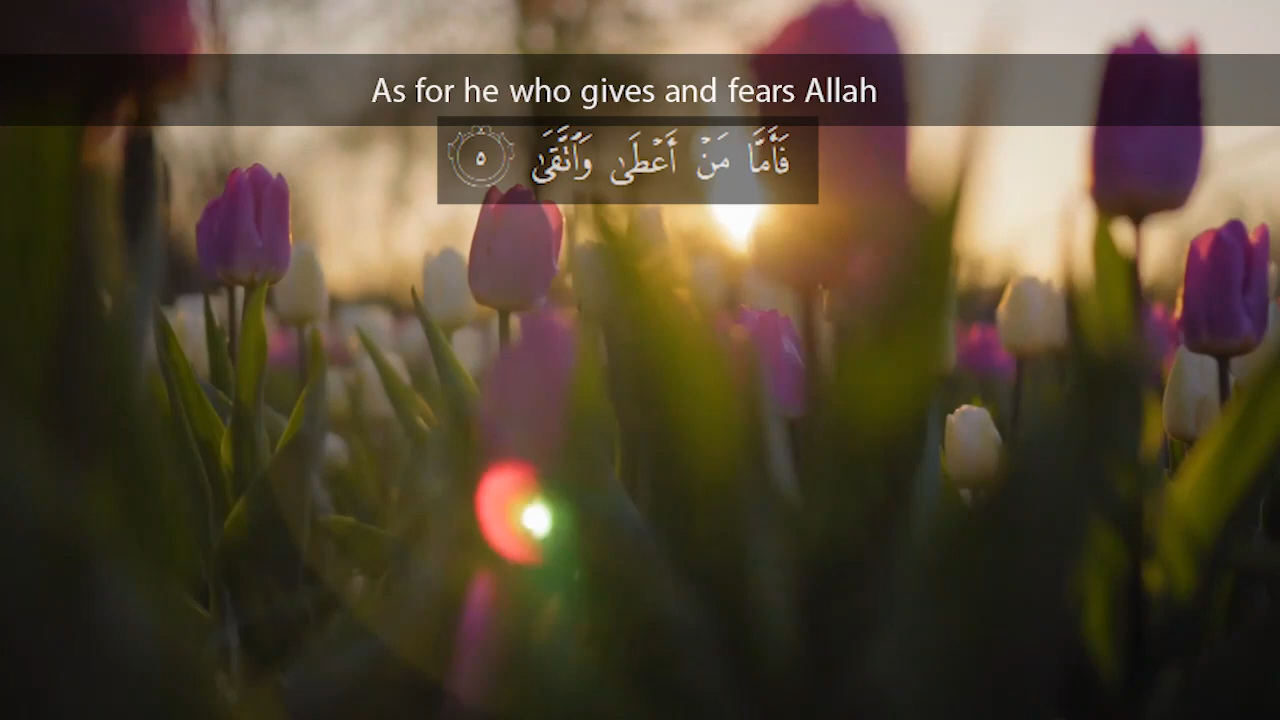 As for he who gives and fears Allah
فَأَمَّا مَنْ أَعْطَىٰ وَٱتَّقَىٰ ٥